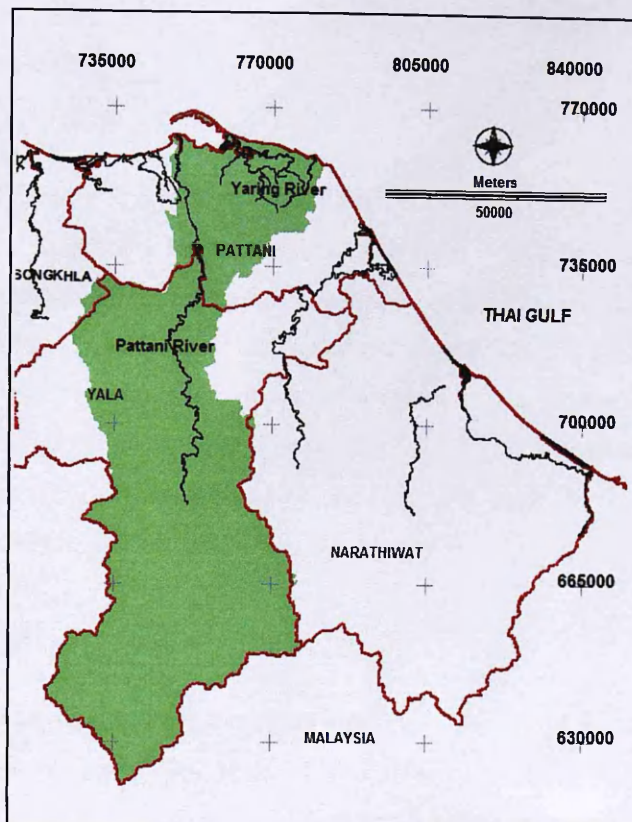 735000 770000 805000 840000
770000
Meters
50000
Yaring River
PATTANI
735000
SONGKHLA
THAI GULF
Pattani River
YALA
700000
NARATHIWAT
665000
MALAYSIA
630000